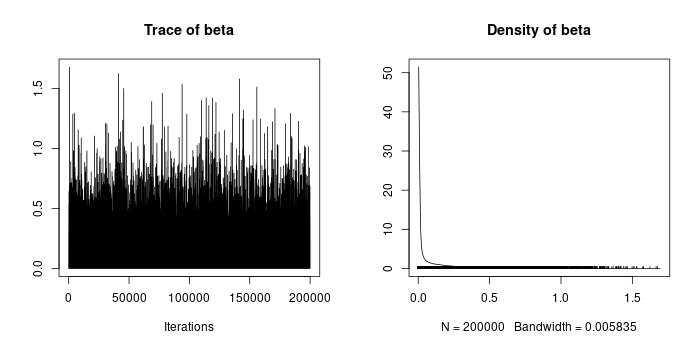 Trace of beta
1.5
1.0
0.5
0.0
0 50000 100000 150000 200000
Iterations
Density of beta
50
40
30
20
10
0
0.0 0.5 1.0 1.5
N = 200000 Bandwidth = 0.005835